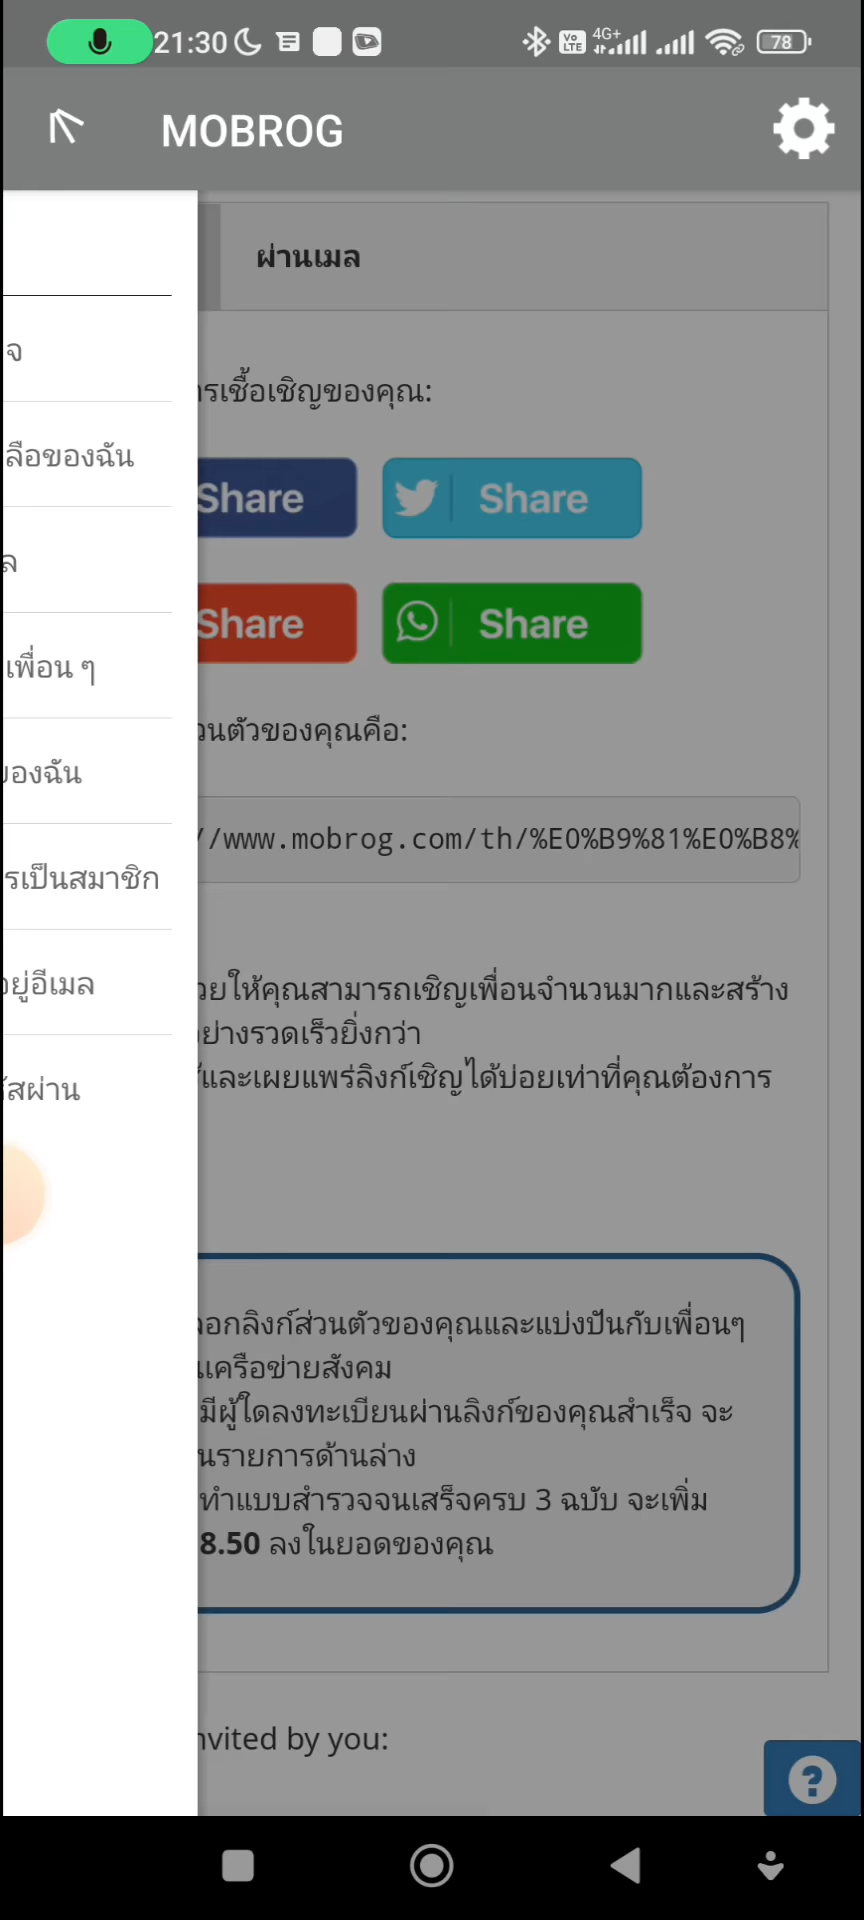 21:30
Vo LTE 4G+ 78
MOBROG
ผ่านเมล
จ
รเชื้อเชิญของคุณ:
ลือของฉัน
Share Share
ล
Share Share
เพื่อน ๆ
วนตัวของคุณคือ:
ของฉัน
//www.mobrog.com/th/%E0%B9%81%E0%B8%
รเป็นสมาชิก
อยู่อีเมล
วยให้คุณสามารถเชิญเพื่อนจำนวนมากและสร้าง
อย่างรวดเร็วยิ่งกว่า
และเผยแพร่ลิงก์เชิญได้บ่อยเท่าที่คุณต้องการ
รหัสผ่าน
ลอกลิงก์ส่วนตัวของคุณและแบ่งปันกับเพื่อนๆ
นเครือข่ายสังคม
มีผู้ใดลงทะเบียนผ่านลิงก์ของคุณสำเร็จ จะ
นรายการด้านล่าง
ทำแบบสำรวจจนเสร็จครบ 3 ฉบับ จะเพิ่ม
8.50 ลงในยอดของคุณ
nvited by you: